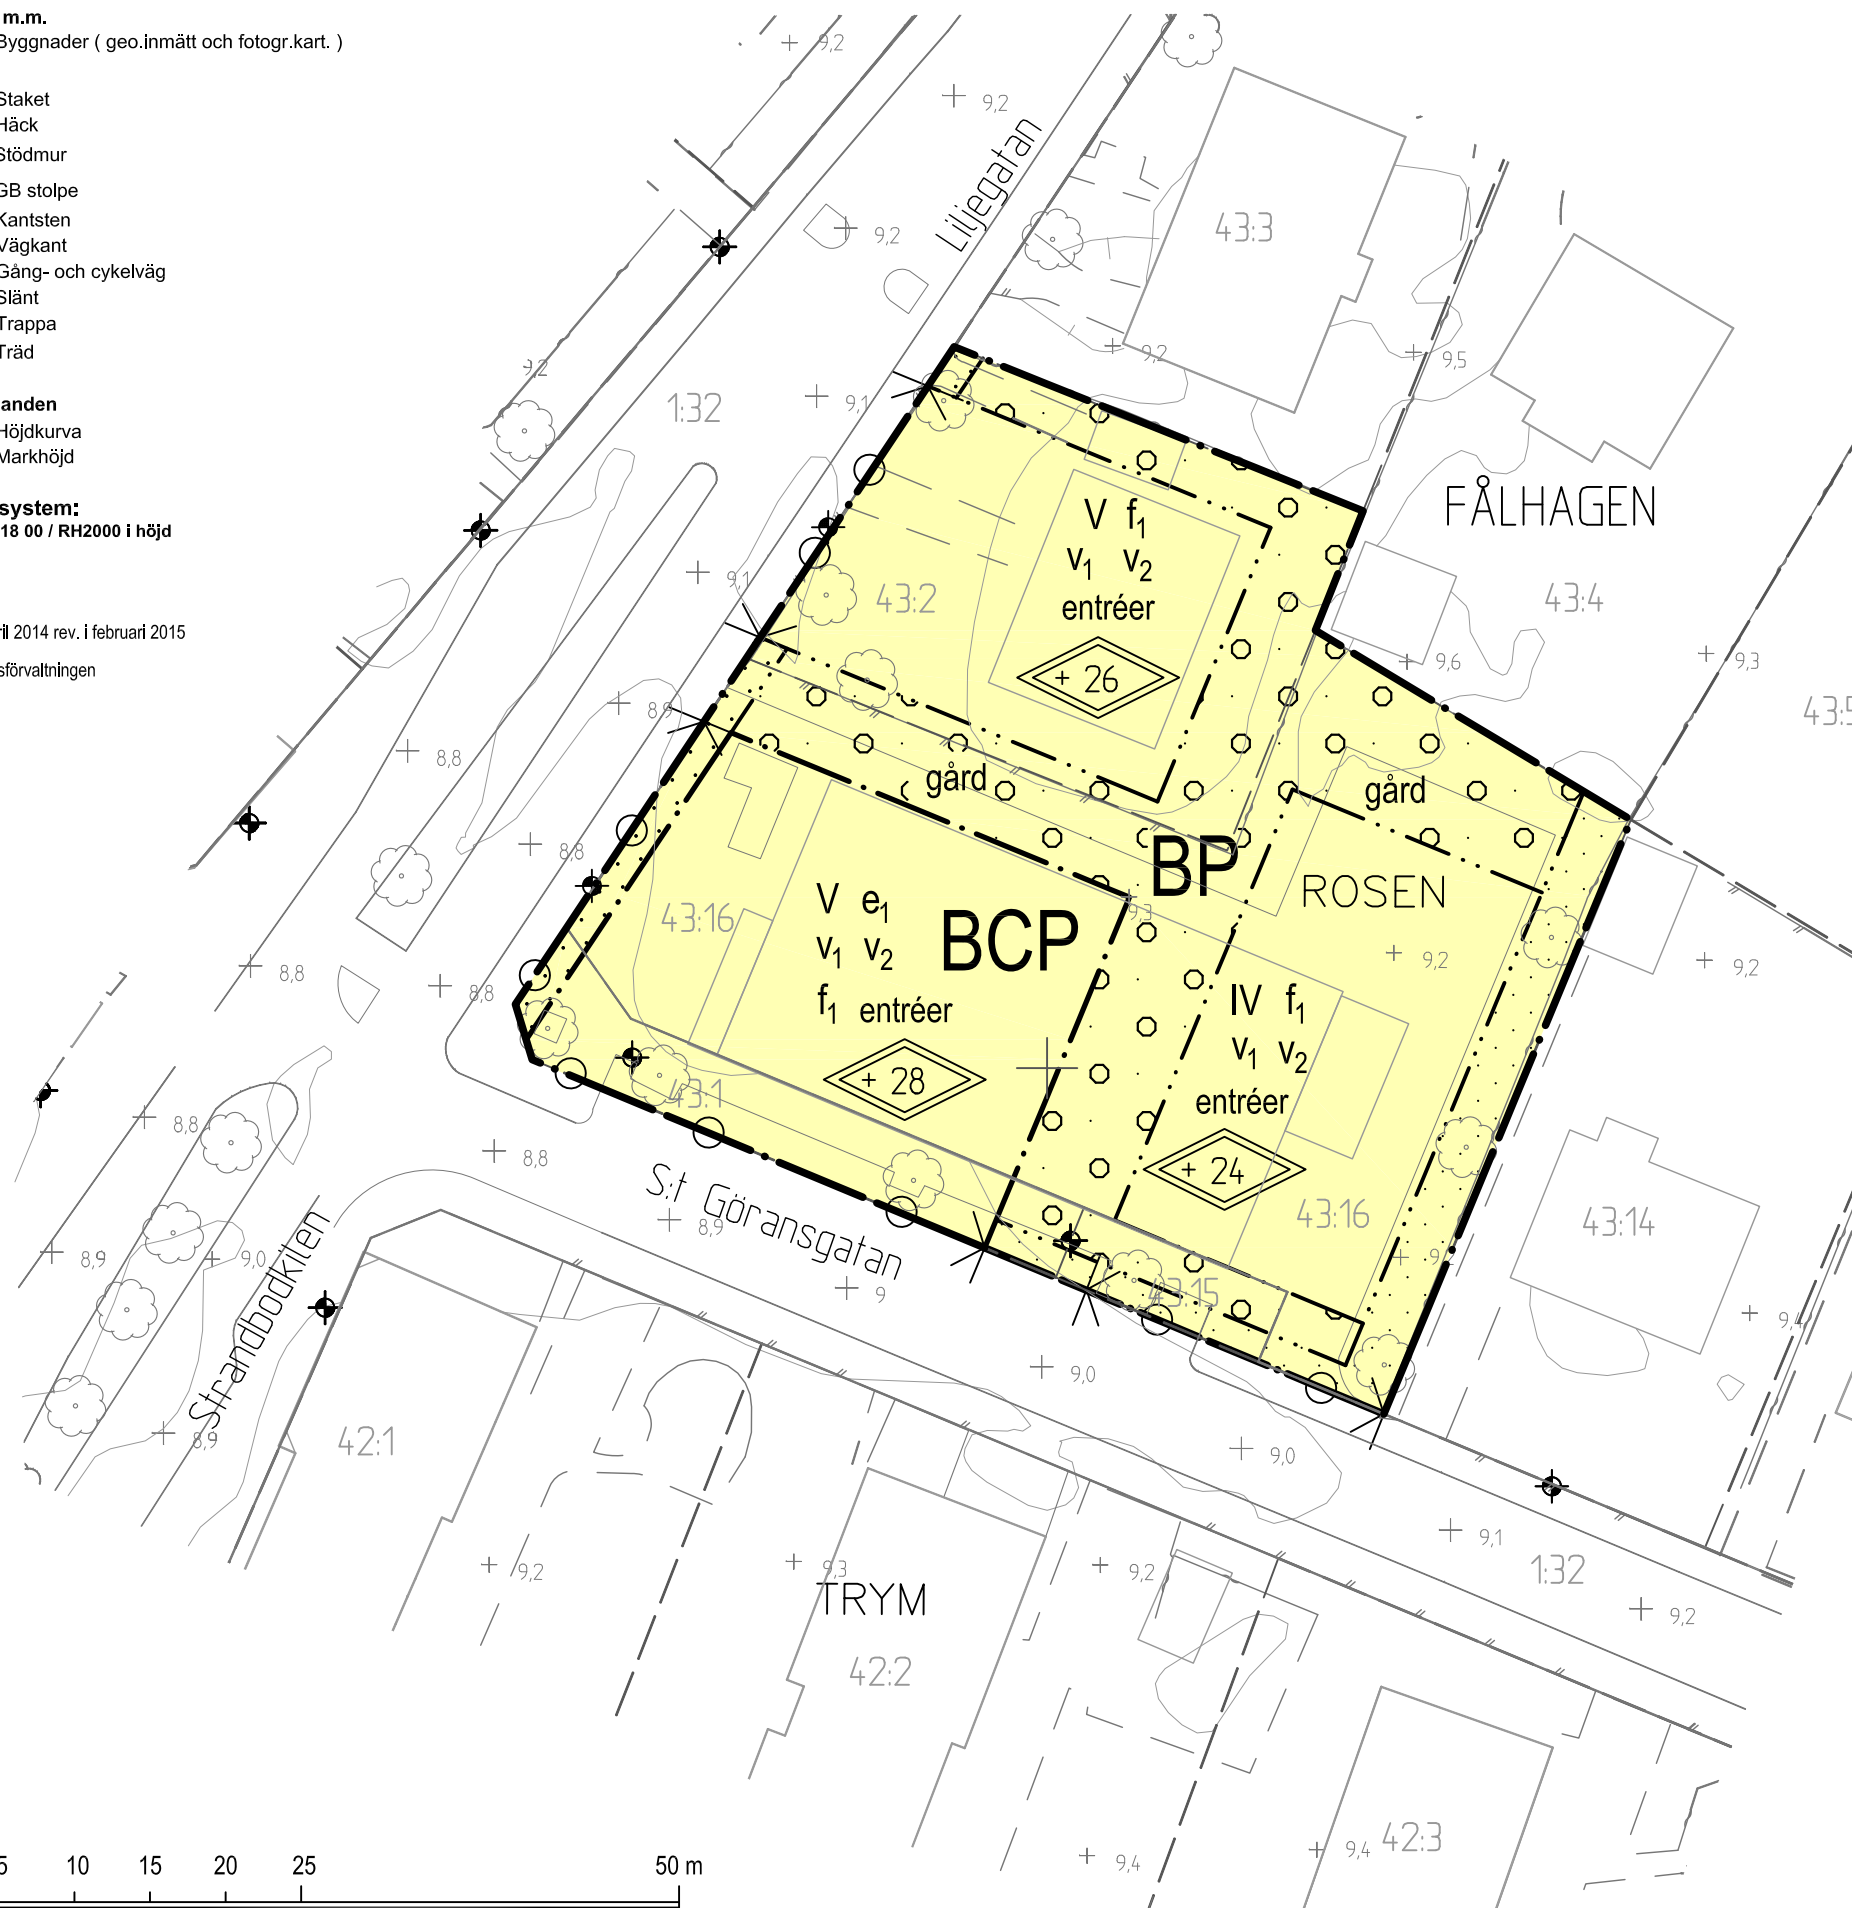 m.m.
Byggnader ( geo.inmätt och fotogr.kart. )
Staket
Häck
Stödmur
GB stolpe
Kantsten
Vägkant
Gång- och cykelväg
Slänt
Trappa
Träd
anden
Höjdkurva
Markhöjd
system:
18 00 / RH2000 i höjd
ril 2014 rev. i februari 2015
sförvaltningen
9,2
9,2
9,2
Liljegatan
43:3
9,2
9,5
9,2
1:32
9,1
FÅLHAGEN
V f1
v1 v2
entréer
+ 26
43:2
9,1
43:4
9,6
9,3
43:5
8,9
8,8
gård
gård
8,8
BP
ROSEN
V e1
v1 v2
f1 entréer
BCP
43:16
9,3
9,2
9,2
8,8
8,8
IV f1
v1 v2
entréer
+ 28
43:1
+ 24
8,8
8,8
43:16
43:14
S:t Göransgatan
8,9
8,9
9,0
9
43:15
9,4
Strandbodkilen
9,0
8,9
42:1
9,0
9,1
1:32
9,2
9,3
9,2
9,2
TRYM
42:2
42:3
9,4
9,4
5 10 15 20 25 50 m